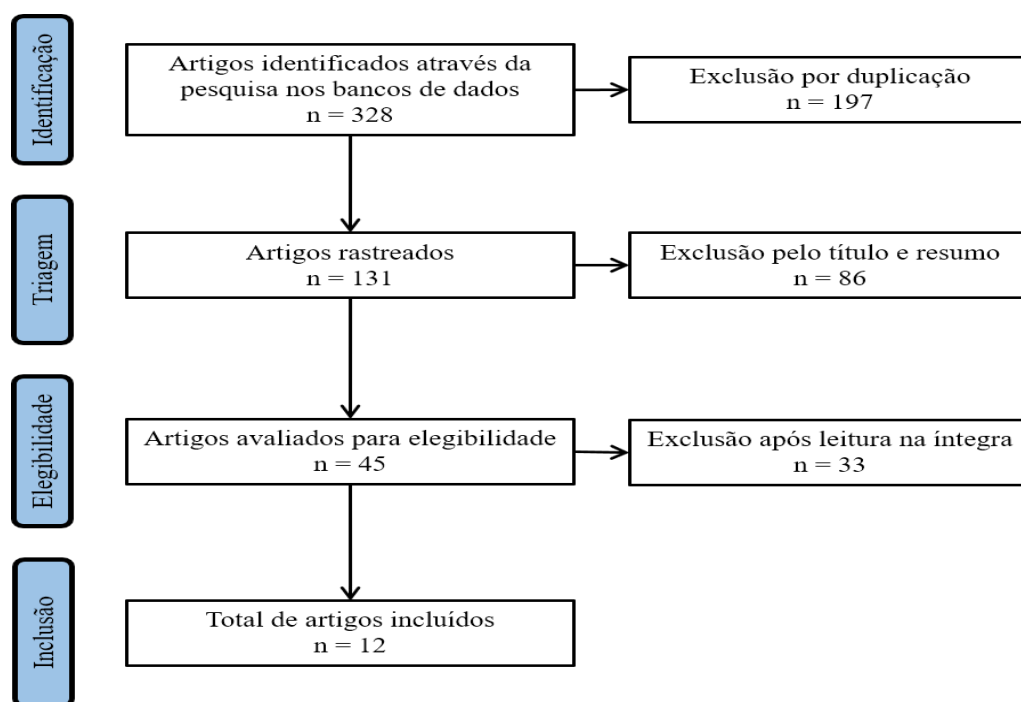 Identificação
Artigos identificados através da
pesquisa nos bancos de dados
n = 328
Exclusão por duplicação
n = 197
Triagem
Artigos rastreados
n = 131
Exclusão pelo título e resumo
n = 86
Elegibilidade
Artigos avaliados para elegibilidade
n = 45
Exclusão após leitura na íntegra
n = 33
Inclusão
Total de artigos incluídos
n = 12